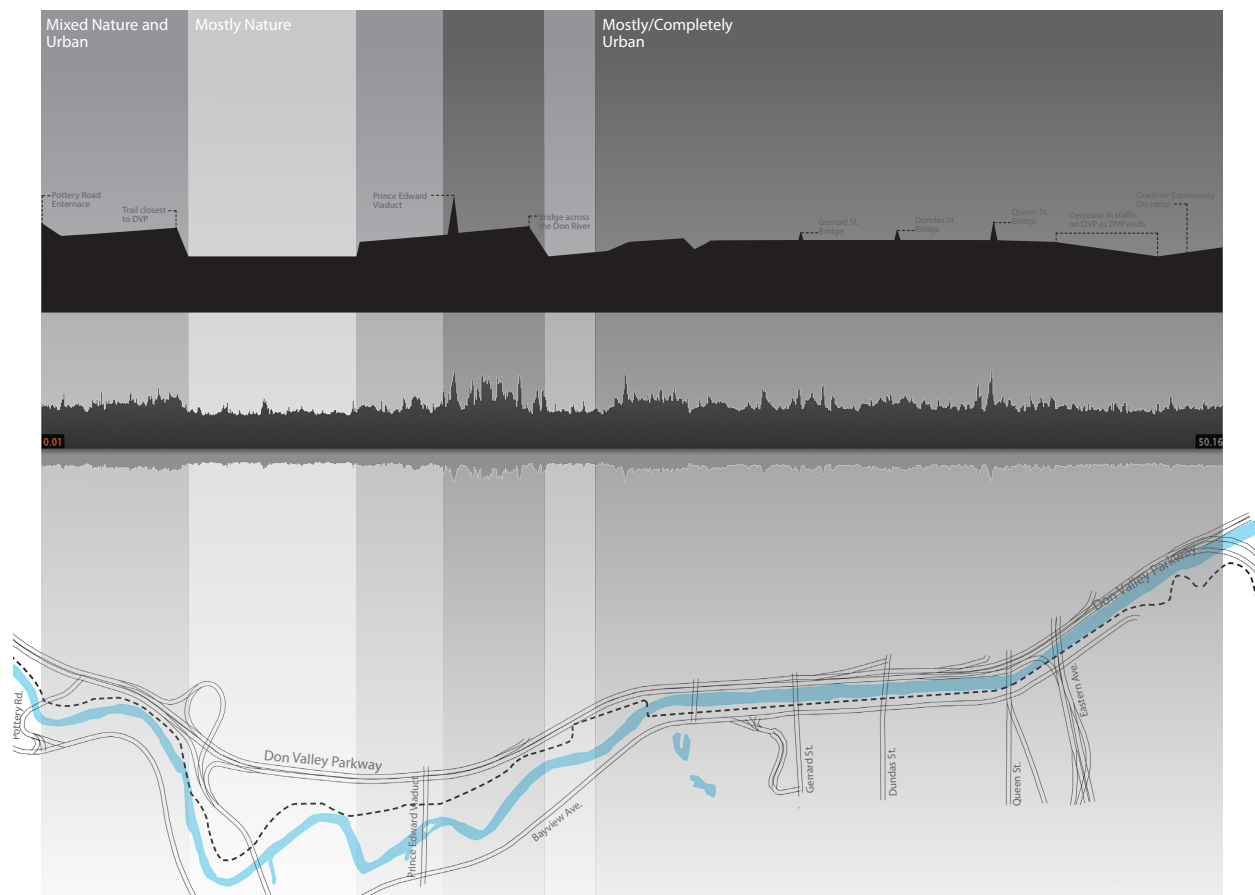 Mixed Nature and
Urban
Mostly Nature
Mostly/Completely
Urban
Pottery Road
Enternace
Trail closest
to DVP
Prince Edward
Viaduct
Bridge across
the Don River
Gerrard St.
Bridge
Dundas St.
Bridge
Queen St.
Bridge
Decrease in traffic
on DVP as DVP ends
Gradiner Expressway
On-ramp
0.01
50.16
Don Valley Parkway
Pottery Rd.
Don Valley Parkway
Prince Edward Viaduct
Bayview Ave.
Gerrard St.
Dundas St.
Queen St.
Eastern Ave.